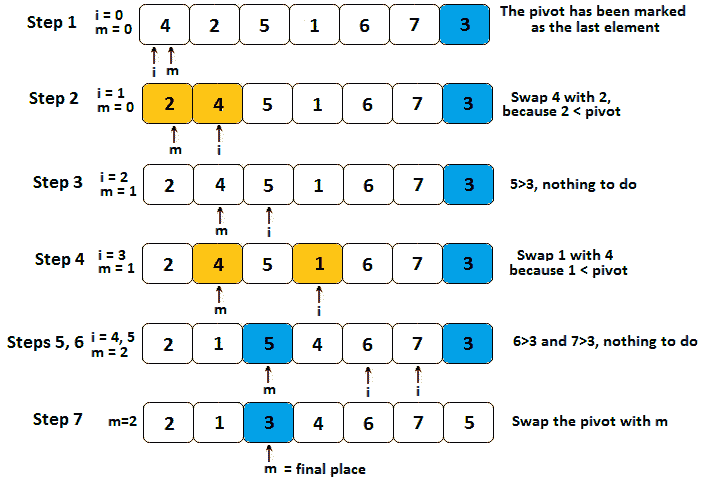 Step 1 i = 0 4 2 5 1 6 7 3 The pivot has been marked
m = 0 as the last element
i m
Step 2 i = 1 2 4 5 1 6 7 3 Swap 4 with 2,
m = 0 because 2 < pivot
m i
Step 3 i = 2 2 4 5 1 6 7 3 5>3, nothing to do
m = 1
m i
Step 4 i = 3 2 4 5 1 6 7 3 Swap 1 with 4
m = 1 because 1 < pivot
m i
Steps 5, 6 i = 4, 5 2 1 5 4 6 7 3 6>3 and 7>3, nothing to do
m = 2
m i i
Step 7 m=2 2 1 3 4 6 7 5 Swap the pivot with m
m = final place